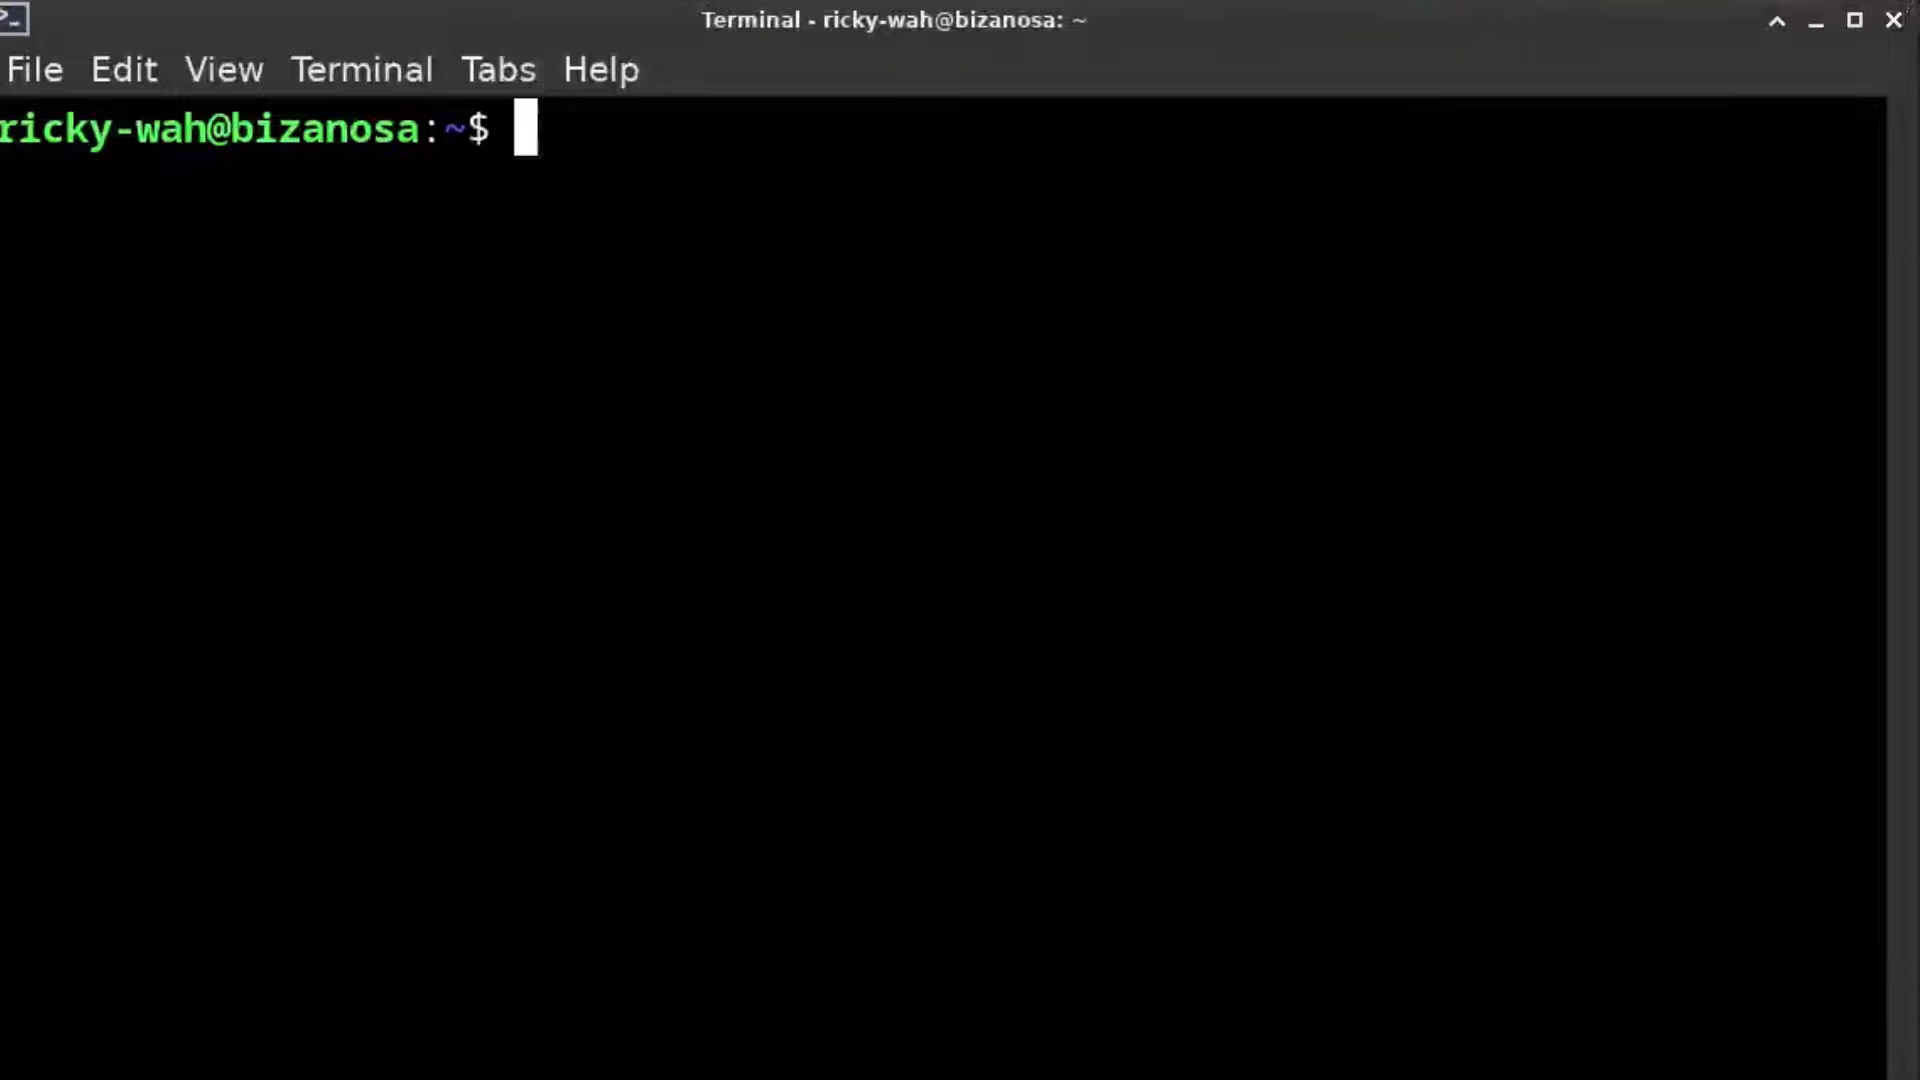 Terminal - ricky-wah@bizanosa: ~
File Edit View Terminal Tabs Help
ricky-wah@bizanosa:~$